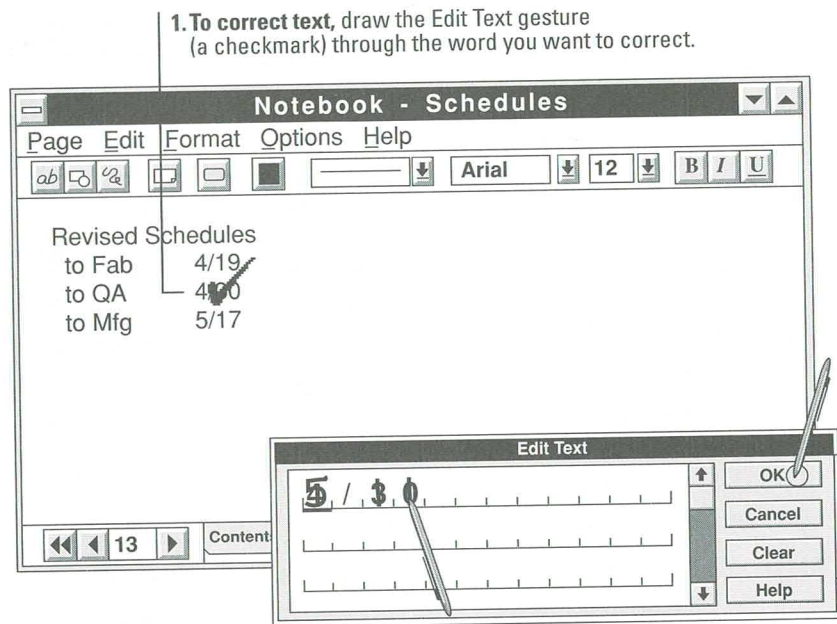 1. To correct text, draw the Edit Text gesture
(a checkmark) through the word you want to correct.
Notebook - Schedules
Page Edit Format Options Help
ab Arial 12 B I U
Revised Schedules
to Fab 4/19
to QA
to Mfg 5/17
Edit Text
OK
Cancel
Clear
Help
13